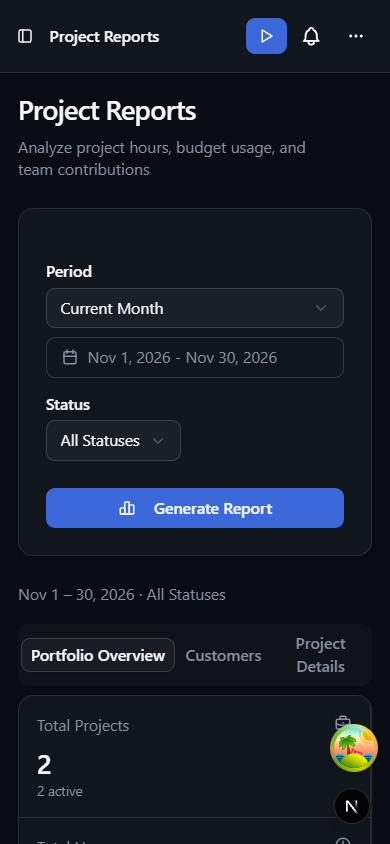 Project Reports
Project Reports
Analyze project hours, budget usage, and
team contributions
Period
Current Month
Nov 1, 2026 - Nov 30, 2026
Status
All Statuses
Generate Report
Nov 1 – 30, 2026 · All Statuses
Portfolio Overview
Customers
Project
Details
Total Projects
2
2 active
N